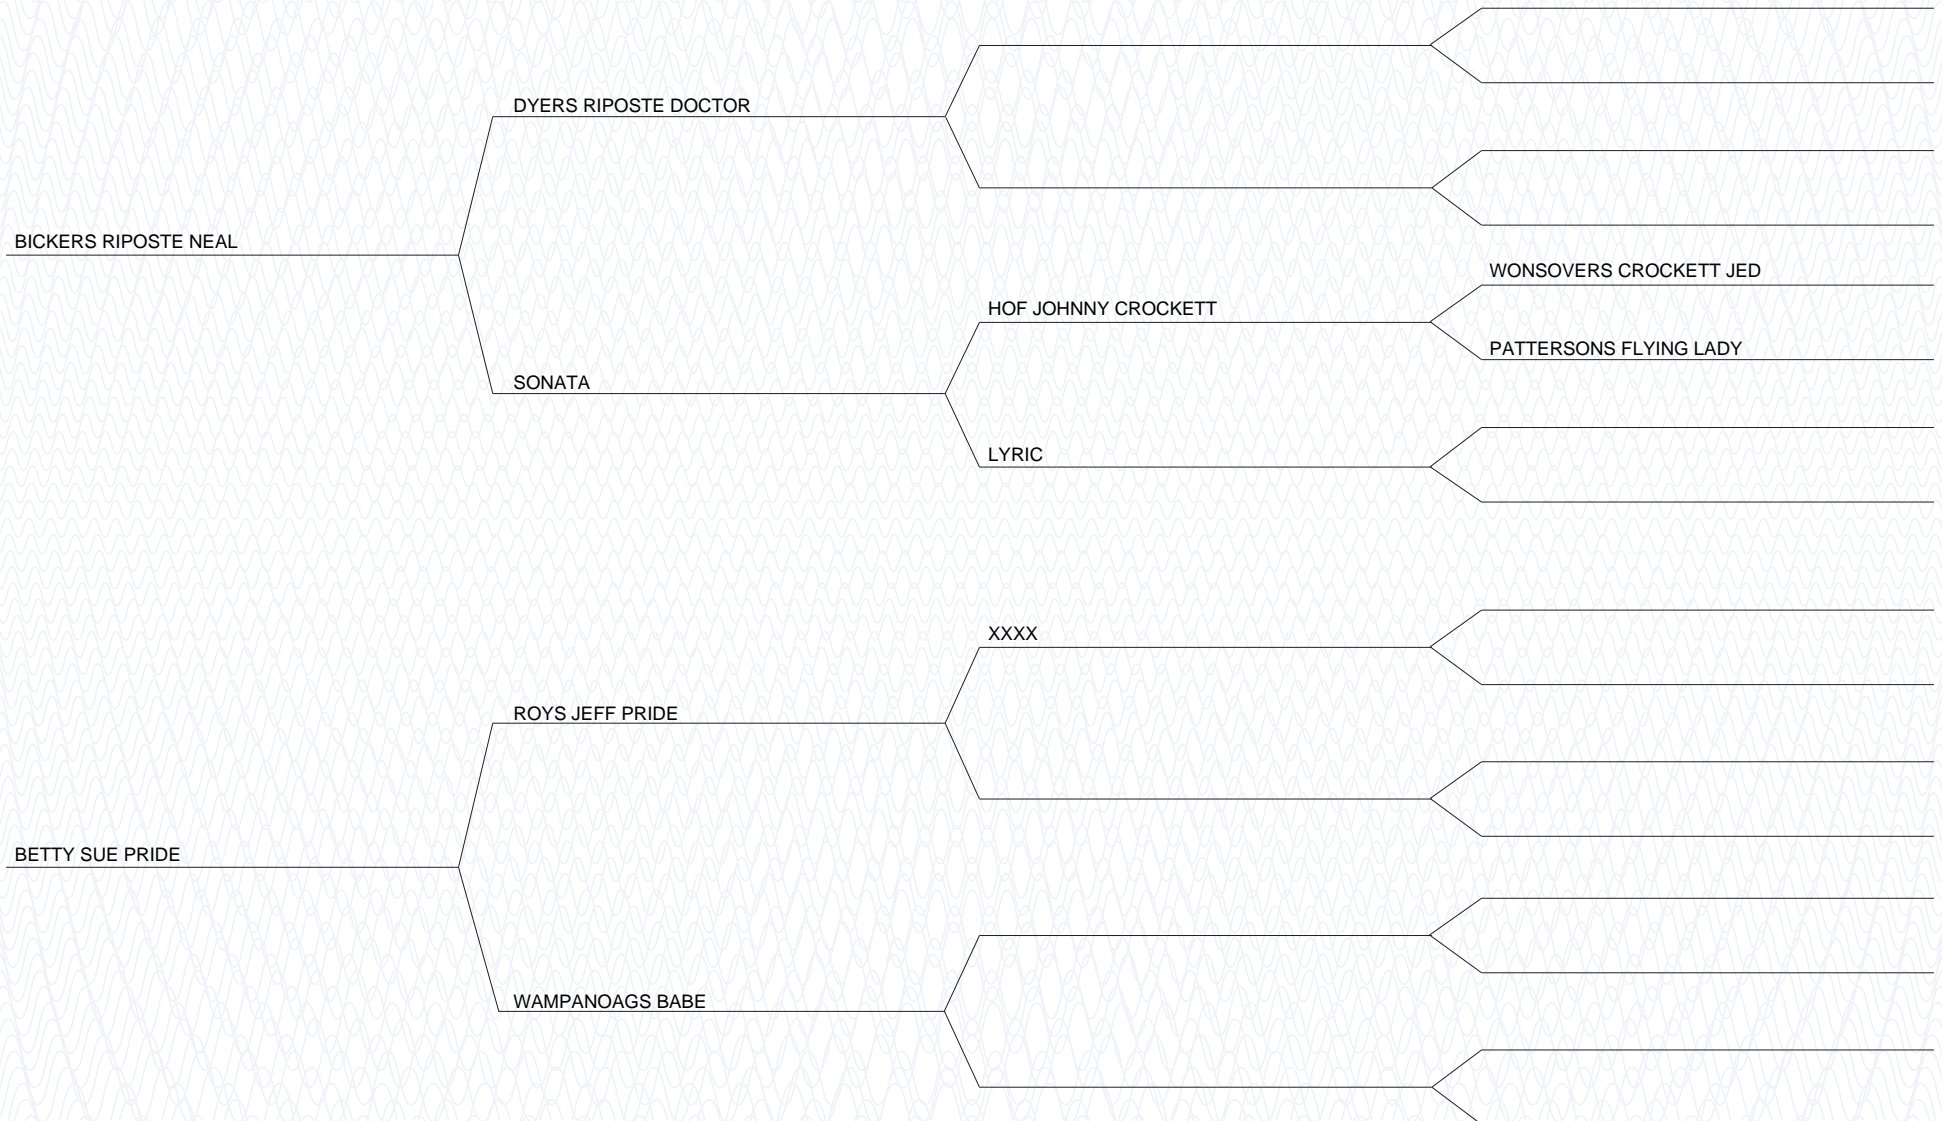 DYERS RIPOSTE DOCTOR
BICKERS RIPOSTE NEAL
WONSOVERS CROCKETT JED
HOF JOHNNY CROCKETT
PATTERSONS FLYING LADY
SONATA
LYRIC
XXXX
ROYS JEFF PRIDE
BETTY SUE PRIDE
WAMPANOAGS BABE